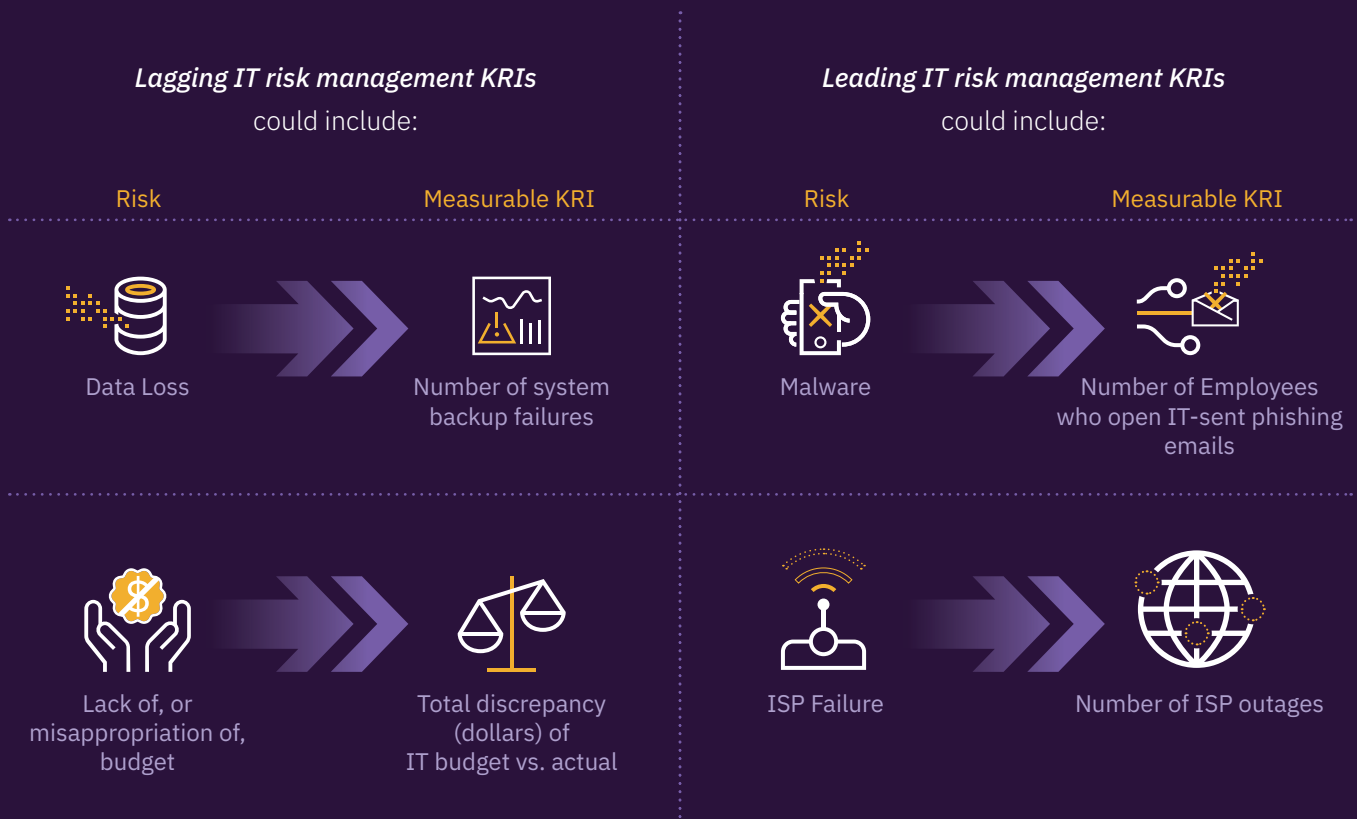 Lagging IT risk management KRIs
could include:
Risk
Measurable KRI
Data Loss
Number of system
backup failures
Lack of, or
misappropriation of,
budget
Total discrepancy
(dollars) of
IT budget vs. actual
Leading IT risk management KRIs
could include:
Risk
Measurable KRI
Malware
Number of Employees
who open IT-sent phishing
emails
ISP Failure
Number of ISP outages